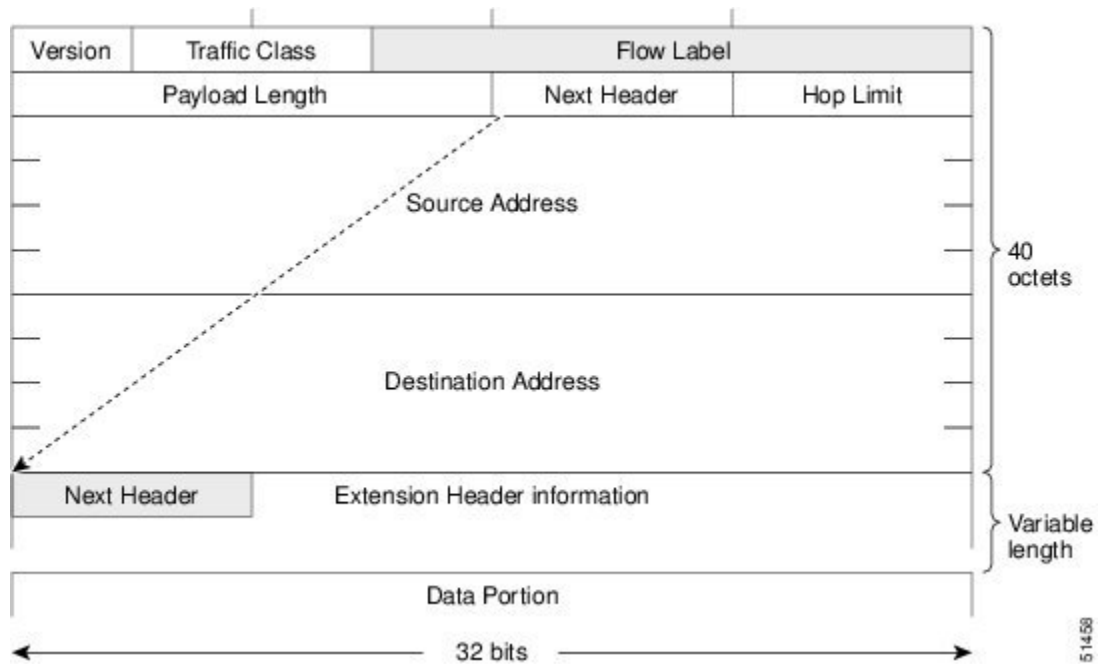 Version Traffic Class Flow Label
Payload Length Next Header Hop Limit
Source Address
40
octets
Destination Address
Next Header Extension Header information
Variable
length
Data Portion
32 bits
51458